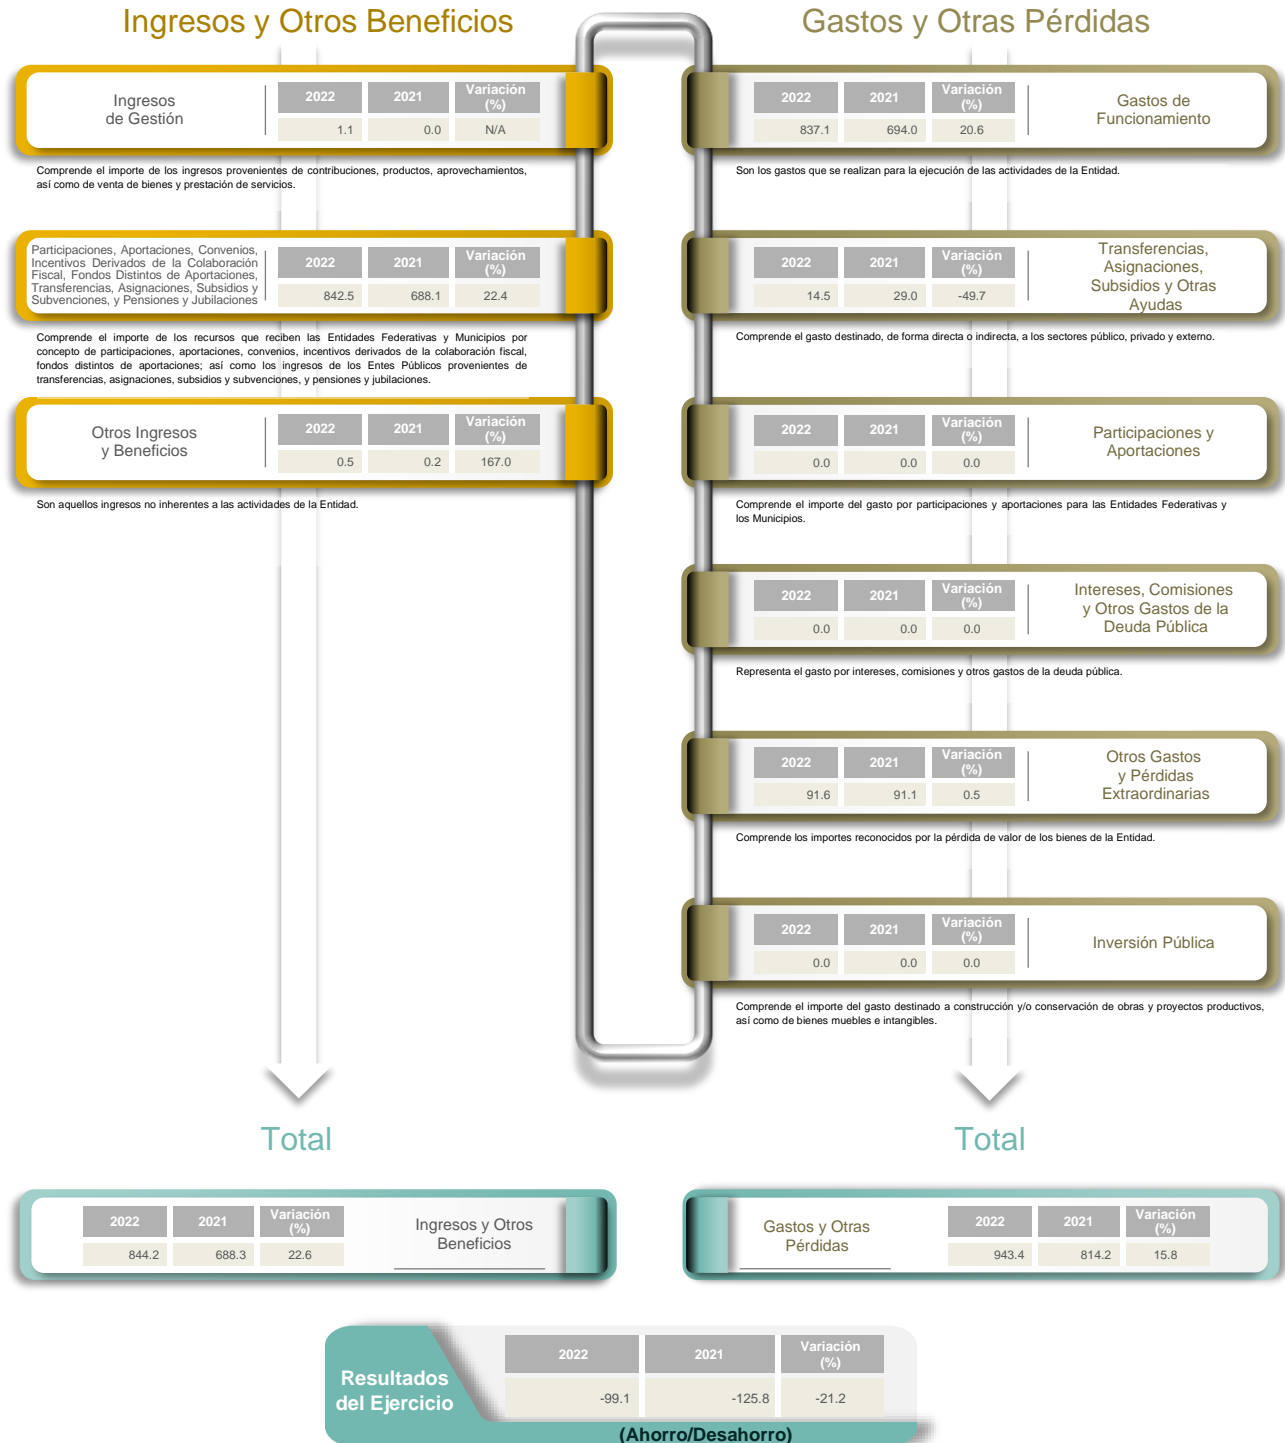 Ingresos y Otros Beneficios
Ingresos
de Gestión
2022 2021 Variación
(%)
1.1 0.0 N/A
Comprende el importe de los ingresos provenientes de contribuciones, productos, aprovechamientos,
así como de venta de bienes y prestación de servicios.
Participaciones, Aportaciones, Convenios,
Incentivos Derivados de la Colaboración
Fiscal, Fondos Distintos de Aportaciones,
Transferencias, Asignaciones, Subsidios y
Subvenciones, y Pensiones y Jubilaciones
2022 2021 Variación
(%)
842.5 688.1 22.4
Comprende el importe de los recursos que reciben las Entidades Federativas y Municipios por
concepto de participaciones, aportaciones, convenios, incentivos derivados de la colaboración fiscal,
fondos distintos de aportaciones; así como los ingresos de los Entes Públicos provenientes de
transferencias, asignaciones, subsidios y subvenciones, y pensiones y jubilaciones.
Otros Ingresos
y Beneficios
2022 2021 Variación
(%)
0.5 0.2 167.0
Son aquellos ingresos no inherentes a las actividades de la Entidad.
Total
2022 2021 Variación
(%)
844.2 688.3 22.6
Ingresos y Otros
Beneficios
Gastos y Otras Pérdidas
2022 2021 Variación
(%)
837.1 694.0 20.6
Gastos de
Funcionamiento
Son los gastos que se realizan para la ejecución de las actividades de la Entidad.
2022 2021 Variación
(%)
14.5 29.0 -49.7
Transferencias,
Asignaciones,
Subsidios y Otras
Ayudas
Comprende el gasto destinado, de forma directa o indirecta, a los sectores público, privado y externo.
2022 2021 Variación
(%)
0.0 0.0 0.0
Participaciones y
Aportaciones
Comprende el importe del gasto por participaciones y aportaciones para las Entidades Federativas y
los Municipios.
2022 2021 Variación
(%)
0.0 0.0 0.0
Intereses, Comisiones
y Otros Gastos de la
Deuda Pública
Representa el gasto por intereses, comisiones y otros gastos de la deuda pública.
2022 2021 Variación
(%)
91.6 91.1 0.5
Otros Gastos
y Pérdidas
Extraordinarias
Comprende los importes reconocidos por la pérdida de valor de los bienes de la Entidad.
2022 2021 Variación
(%)
0.0 0.0 0.0
Inversión Pública
Comprende el importe del gasto destinado a construcción y/o conservación de obras y proyectos productivos,
así como de bienes muebles e intangibles.
Total
Gastos y Otras
Pérdidas
2022 2021 Variación
(%)
943.4 814.2 15.8
Resultados
del Ejercicio
2022 2021 Variación
(%)
-99.1 -125.8 -21.2
(Ahorro/Desahorro)